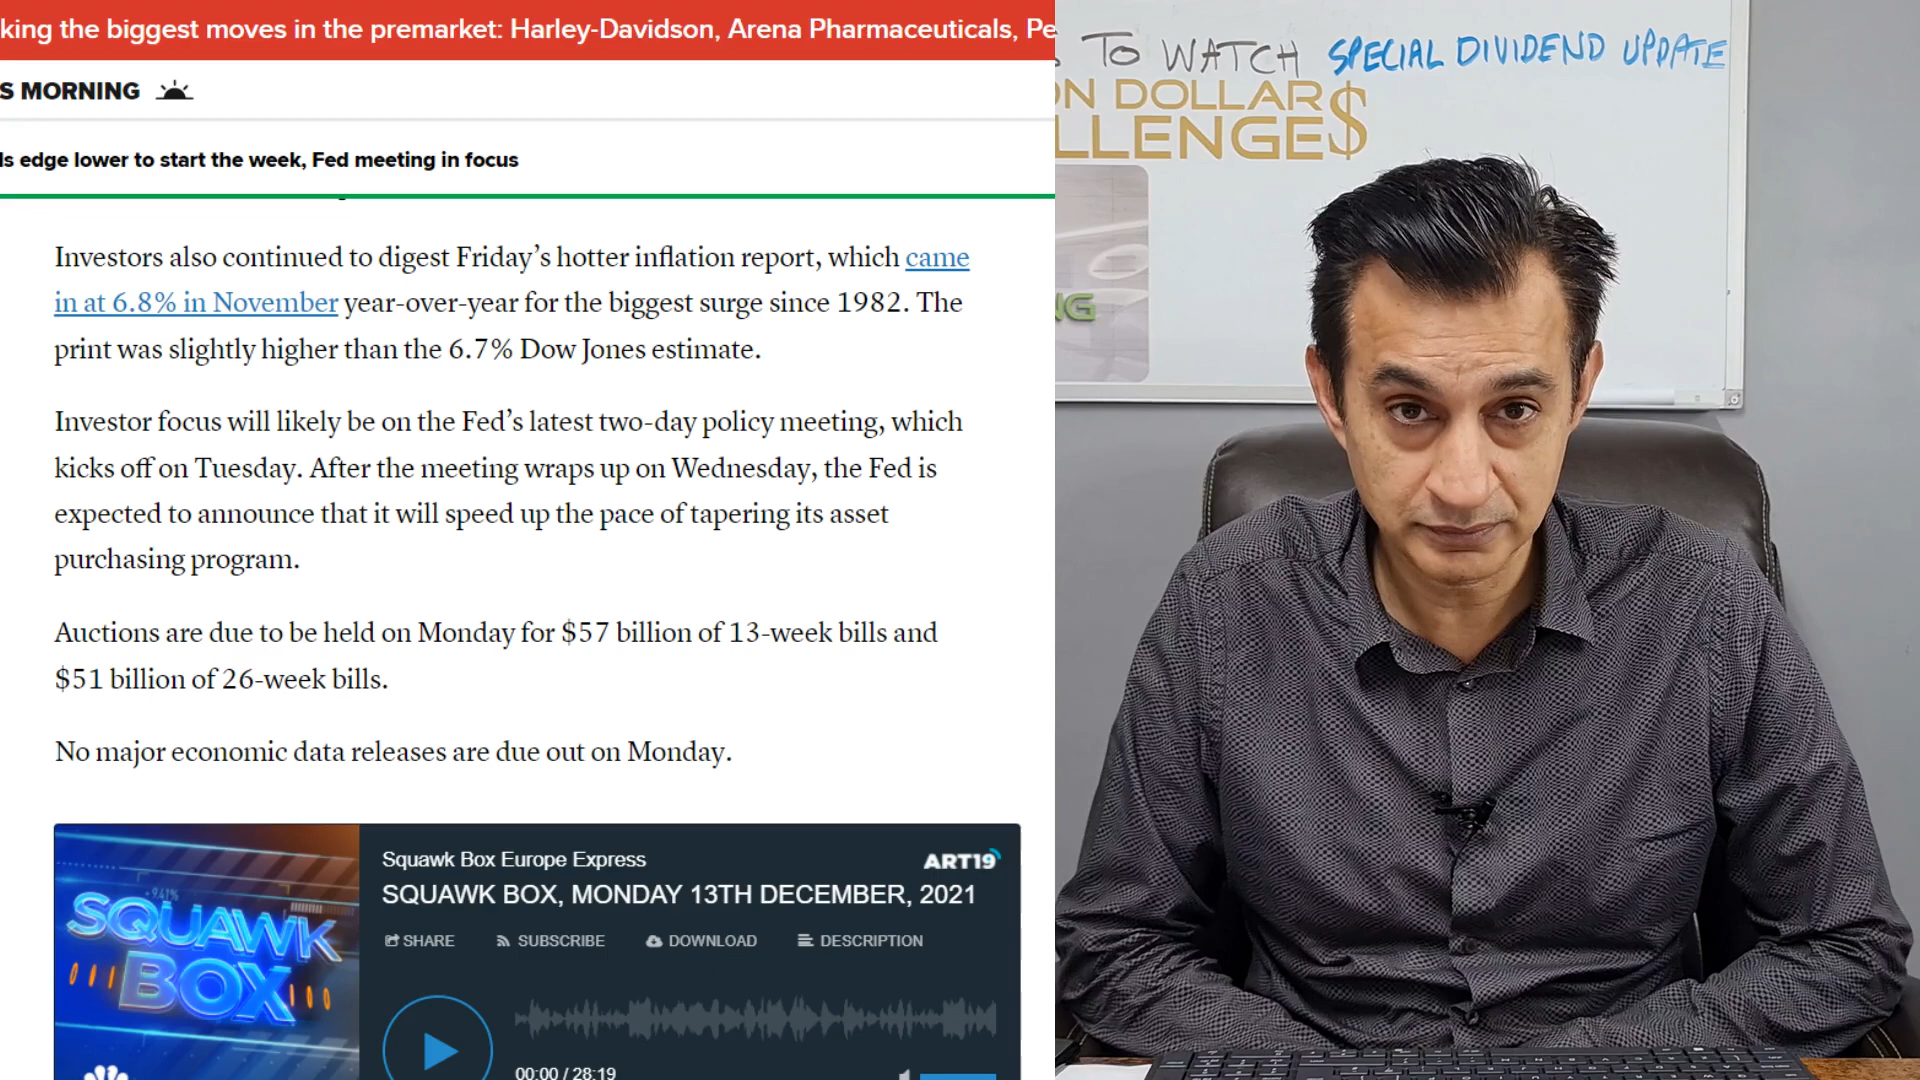 king the biggest moves in the premarket: Harley-Davidson, Arena Pharmaceuticals, Pe
S MORNING
ls edge lower to start the week, Fed meeting in focus
Investors also continued to digest Friday’s hotter inflation report, which came
in at 6.8% in November year-over-year for the biggest surge since 1982. The
print was slightly higher than the 6.7% Dow Jones estimate.
Investor focus will likely be on the Fed’s latest two-day policy meeting, which
kicks off on Tuesday. After the meeting wraps up on Wednesday, the Fed is
expected to announce that it will speed up the pace of tapering its asset
purchasing program.
Auctions are due to be held on Monday for $57 billion of 13-week bills and
$51 billion of 26-week bills.
No major economic data releases are due out on Monday.
SQUAWK
BOX
Squawk Box Europe Express
ART19
SQUAWK BOX, MONDAY 13TH DECEMBER, 2021
SHARE
SUBSCRIBE
DOWNLOAD
DESCRIPTION
00:00 / 28:19
TO WATCH SPECIAL DIVIDEND UPDATE
ON DOLLAR
LLENGE$
NG